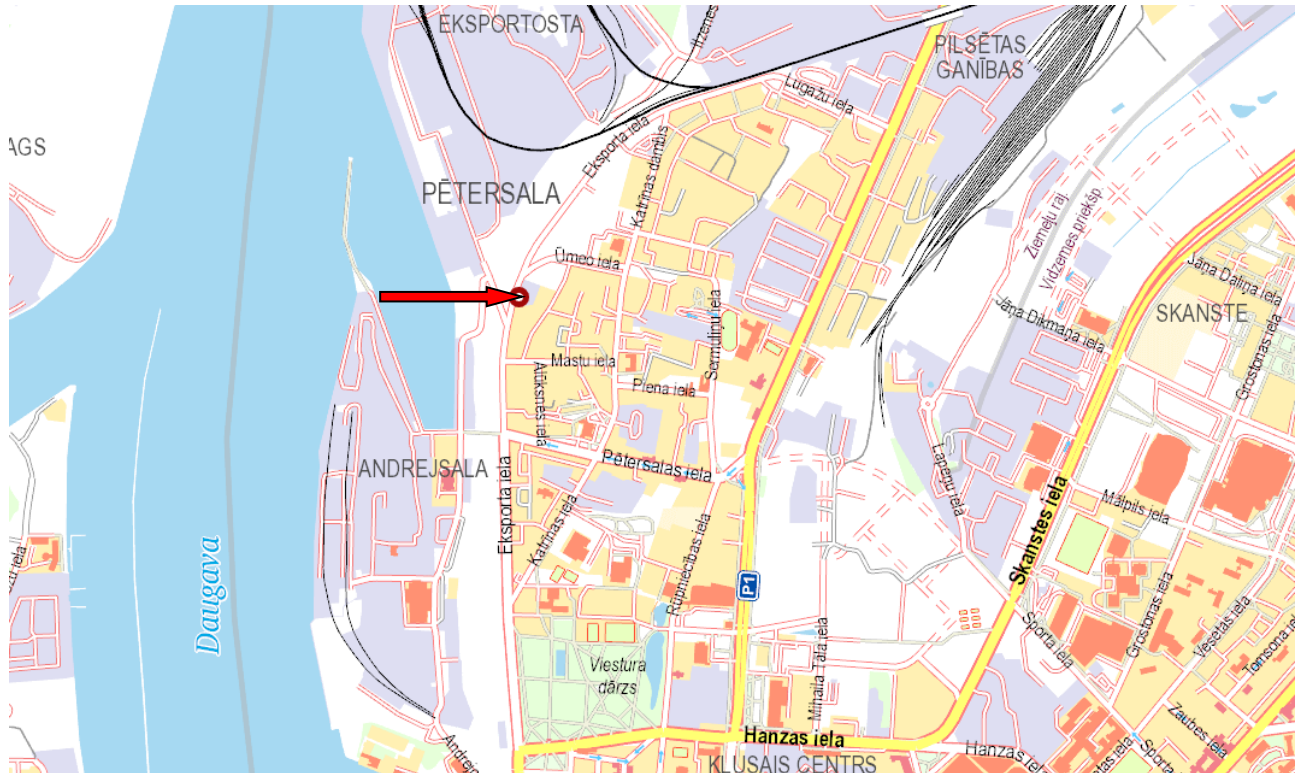 EKSPORTOSTA
PILSĒTAS
GANĪBAS
Lugažu iela
AGS
Eksporta iela
PĒTERSALA
Katrīnas dambis
Ziemeļu raj.
Vidzemes priekšp.
Ūmeo iela
Jāņa Daliņa iela
Jāņa Dikmaņa iela
SKANSTE
Sermuliņu iela
Grostonas iela
Mastu iela
Alūksnes iela
Piena iela
ANDREJSALA
Pētersalas iela
Lapeņu iela
Eksporta iela
Katrīnas iela
Mālpils iela
Skanstes iela
Rūpniecības iela
P1
Daugava
Grostonas iela
Vesetas iela
Sporta iela
Tomsona iela
Viestura
dārzs
Mihaila Tāla iela
Zaubes iela
Hanzas iela
Hanzas
Sporta
KLUSAIS CENTRS